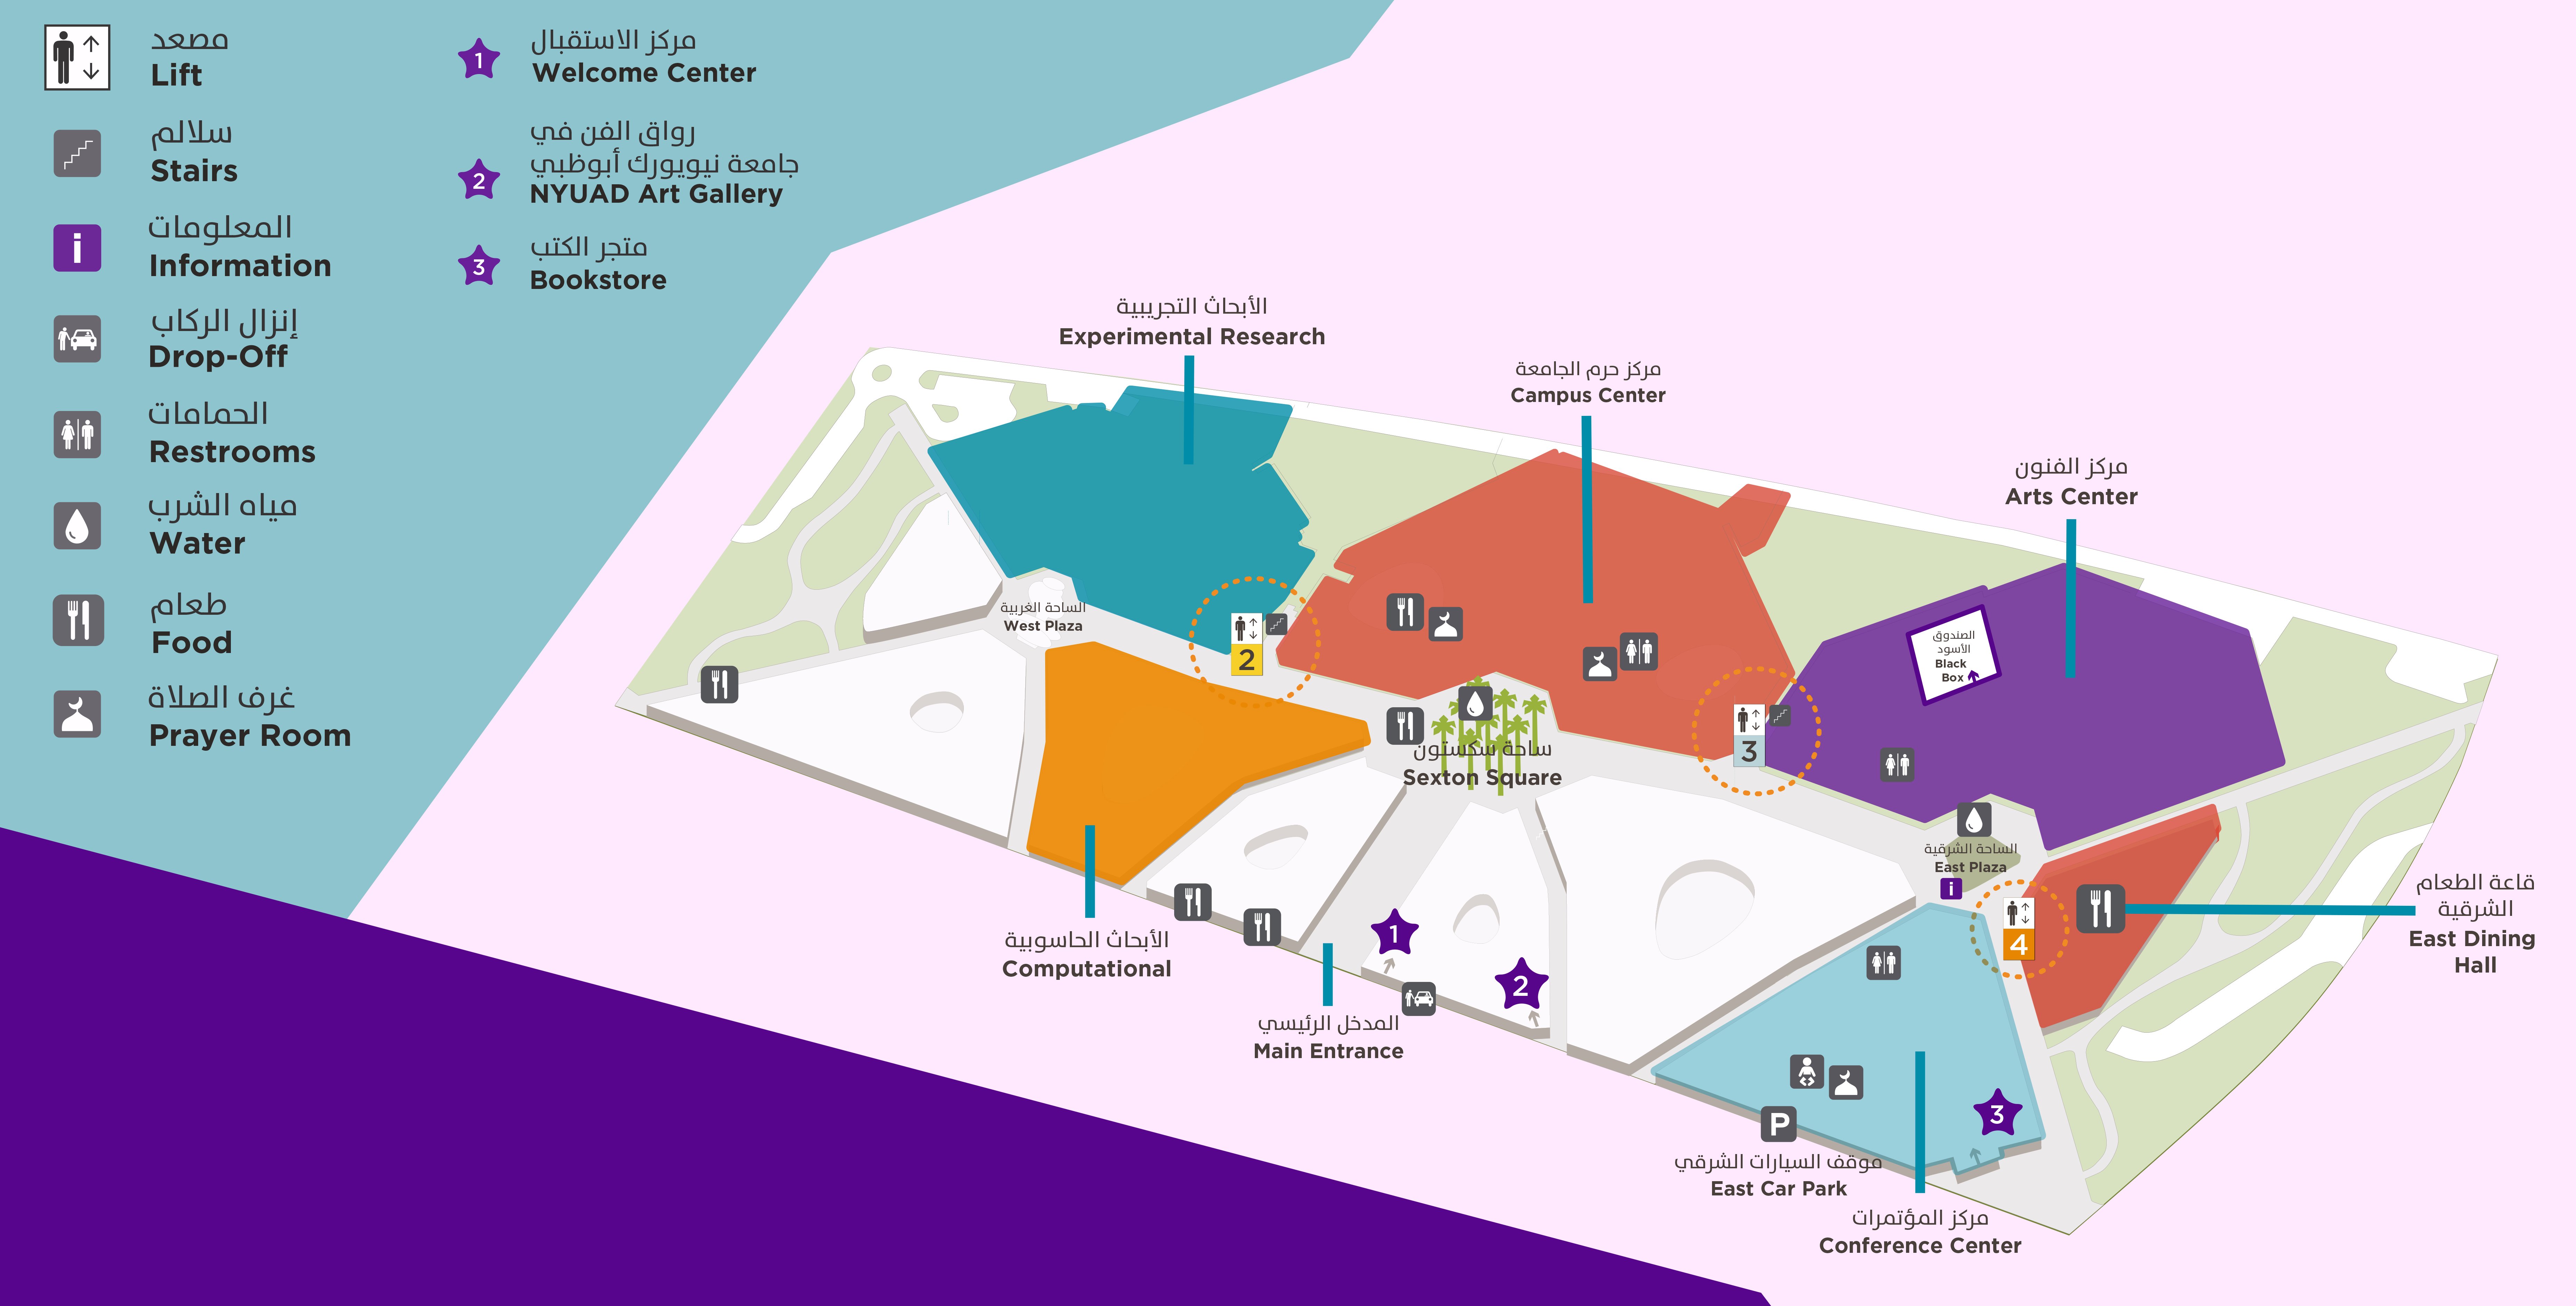 مصعد
Lift
سلالم
Stairs
i
المعلومات
Information
إنزال الركاب
Drop-Off
الحمامات
Restrooms
مياه الشرب
Water
طعام
Food
غرف الصلاة
Prayer Room
1
مركز الاستقبال
Welcome Center
رواق الفن في
جامعة نيويورك أبوظبي
2
NYUAD Art Gallery
متجر الكتب
3
Bookstore
الأبحاث التجريبية
Experimental Research
مركز حرم الجامعة
Campus Center
مركز الفنون
Arts Center
الصندوق
الأسود
Black
Box
الساحة الغربية
West Plaza
2
3
ساحة سكستون
Sexton Square
الساحة الشرقية
East Plaza
i
4
قاعة الطعام
الشرقية
East Dining
Hall
الأبحاث الحاسوبية
Computational
1
2
المدخل الرئيسي
Main Entrance
3
P
موقف السيارات الشرقي
East Car Park
مركز المؤتمرات
Conference Center